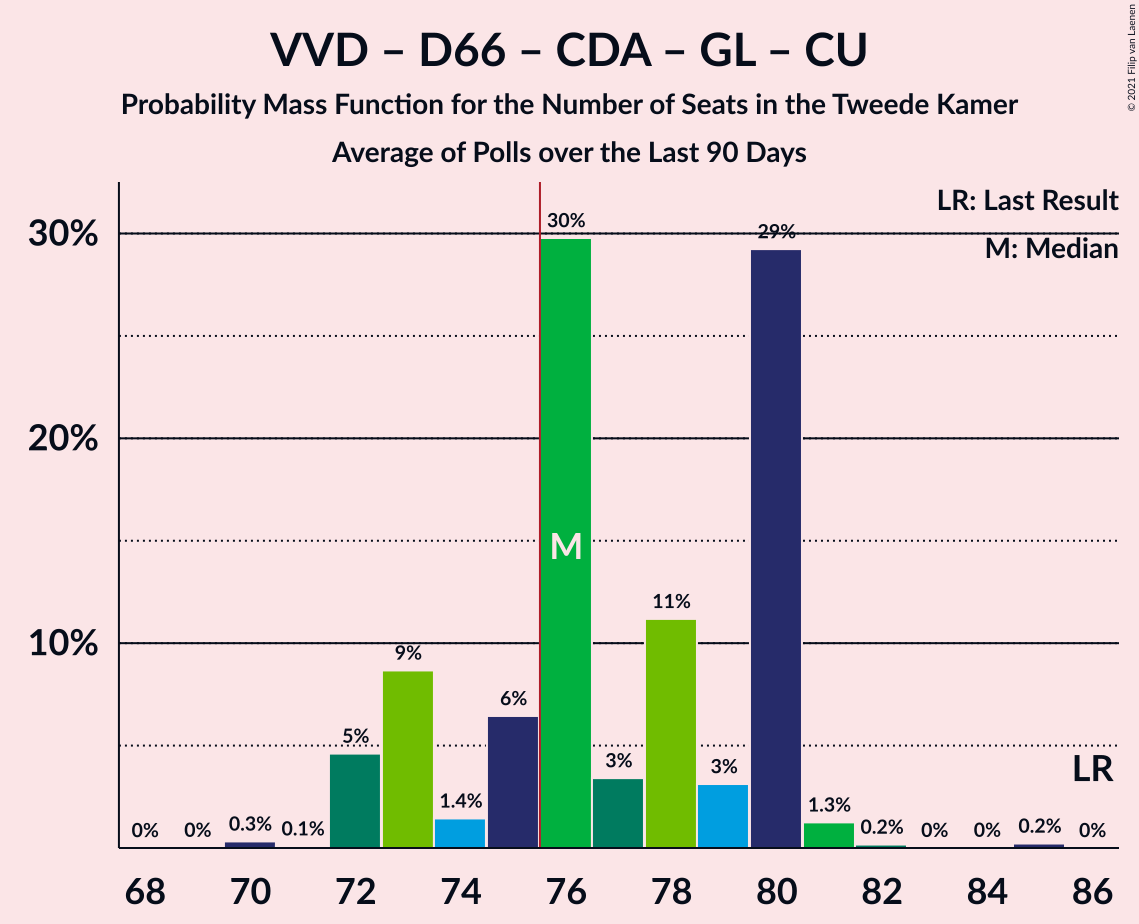 VVD – D66 – CDA – GL – CU
Probability Mass Function for the Number of Seats in the Tweede Kamer
Average of Polls over the Last 90 Days
© 2021 Filip van Laenen
LR: Last Result
M: Median
30%
20%
10%
0%
0%
0.3%
0.1%
5%
9%
1.4%
6%
30%
3%
11%
3%
29%
1.3%
0.2%
0%
0%
0.2%
0%
M
LR
68 70 72 74 76 78 80 82 84 86